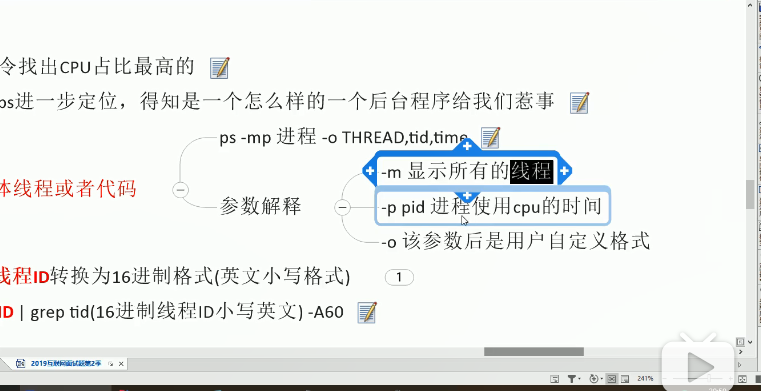 令找出CPU占比最高的
ps进一步定位，得知是一个怎么样的一个后台程序给我们惹事
ps -mp 进程 -o THREAD,tid,time
体线程或者代码
参数解释
-m 显示所有的线程
-p pid 进程使用cpu的时间
-o 该参数后是用户自定义格式
线程ID转换为16进制格式(英文小写格式)
1
ID | grep tid(16进制线程ID小写英文) -A60
2019互联网面试题第2季
241%